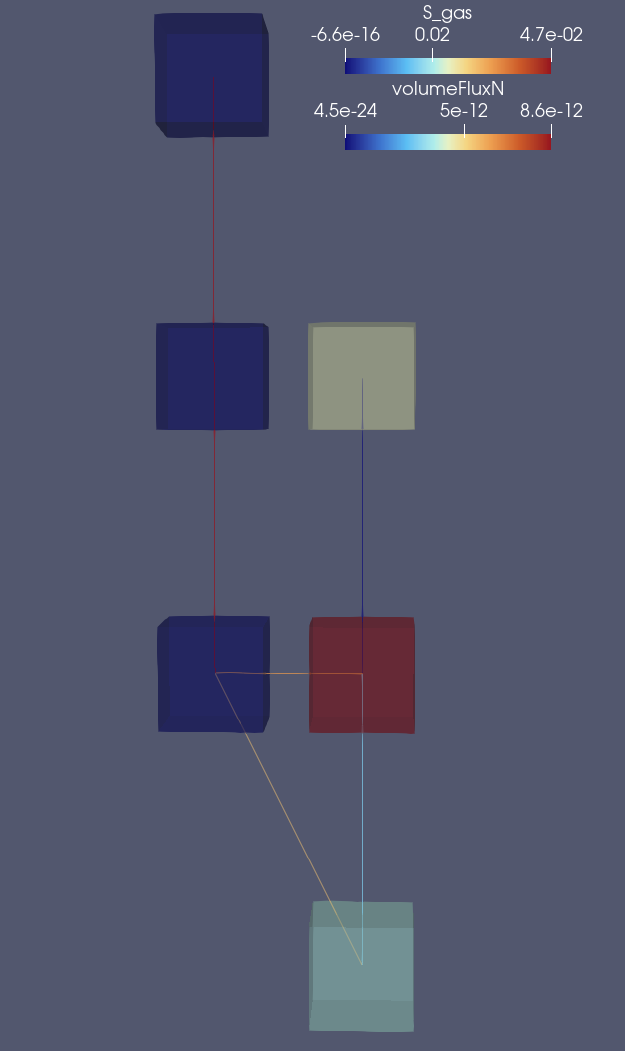 S_gas
-6.6e-16 0.02 4.7e-02
volumeFluxN
4.5e-24 5e-12 8.6e-12